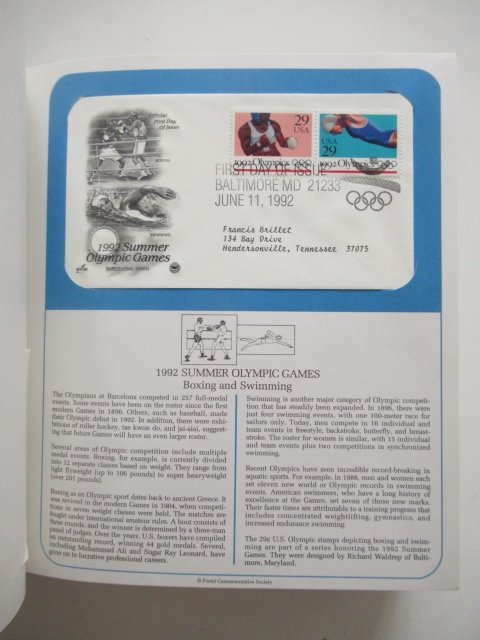 Official
First Day
of Issue
BOXING
SWIMMING
1992 Summer
Olympic Games
BARCELONA, SPAIN
29
USA
1992 Olympics
USA
29
1992 Olympics
FIRST DAY OF ISSUE
BALTIMORE MD 21233
JUNE 11, 1992
Francis Brillet
134 Bay Drive
Hendersonville, Tennessee 37075
1992 SUMMER OLYMPIC GAMES
Boxing and Swimming
The Olympians at Barcelona competed in 257 full-medal
events. Some events have been on the roster since the first
modern Games in 1896. Others, such as baseball, made
their Olympic debut in 1992. In addition, there were exhi-
bitions of roller hockey, tae kwon do, and jai-alai, suggest-
ing that future Games will have an even larger roster.
Several areas of Olympic competition include multiple
medal events. Boxing, for example, is currently divided
into 12 separate classes based on weight. They range from
light flyweight (up to 106 pounds) to super heavyweight
(over 201 pounds).
Boxing as an Olympic sport dates back to ancient Greece. It
was revived in the modern Games in 1904, when competi-
tions in seven weight classes were held. The matches are
fought under international amateur rules. A bout consists of
three rounds, and the winner is determined by a three-man
panel of judges. Over the years, U.S. boxers have compiled
an outstanding record, winning 44 gold medals. Several,
including Muhammad Ali and Sugar Ray Leonard, have
gone on to lucrative professional careers.
Swimming is another major category of Olympic competi-
tion that has steadily been expanded. In 1896, there were
just four swimming events, with one 100-meter race for
sailors only. Today, men compete in 16 individual and
team events in freestyle, backstroke, butterfly, and breast-
stroke. The roster for women is similar, with 15 individual
and team events plus two competitions in synchronized
swimming.
Recent Olympics have seen incredible record-breaking in
aquatic sports. For example, in 1988, men and women each
set eleven new world or Olympic records in swimming
events. American swimmers, who have a long history of
excellence at the Games, set seven of those new marks.
Their faster times are attributable to a training program that
includes concentrated weightlifting, gymnastics, and
increased endurance swimming.
The 29¢ U.S. Olympic stamps depicting boxing and swim-
ming are part of a series honoring the 1992 Summer
Games. They were designed by Richard Waldrep of Balti-
more, Maryland.
© Postal Commemorative Society